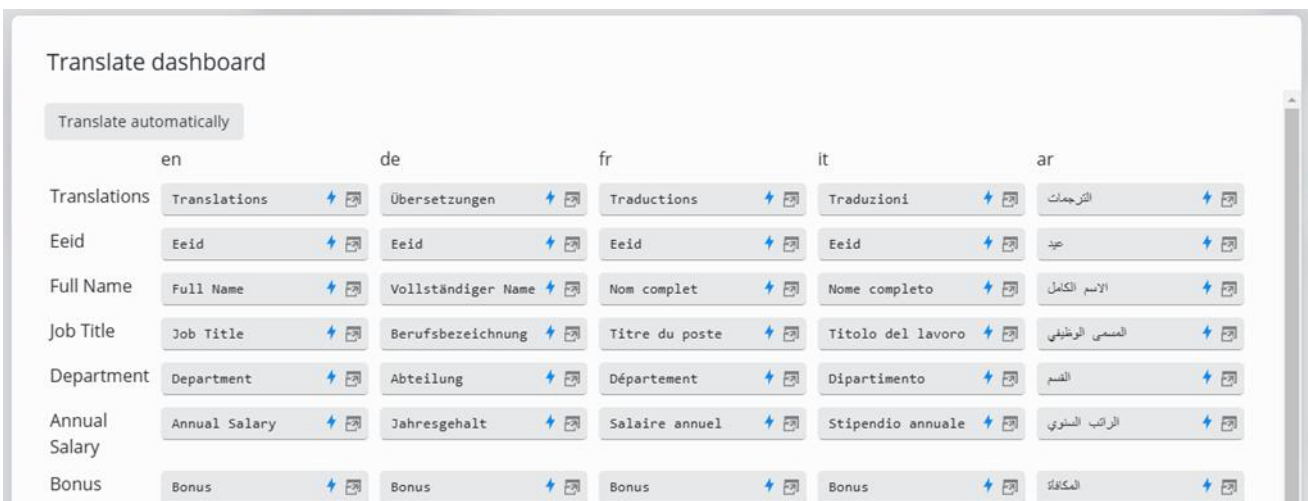 Translate dashboard
Translate automatically
en de fr it ar
Translations Translations Übersetzungen Traductions Traduzioni الترجمات
Eeid Eeid Eeid Eeid Eeid عيد
Full Name Full Name Vollständiger Name Nom complet Nome completo الاسم الكامل
Job Title Job Title Berufsbezeichnung Titre du poste Titolo del lavoro المسمى الوظيفي
Department Department Abteilung Département Dipartimento القسم
Annual Salary Annual Salary Jahresgehalt Salaire annuel Stipendio annuale الراتب السنوي
Bonus Bonus Bonus Bonus Bonus المكافأة